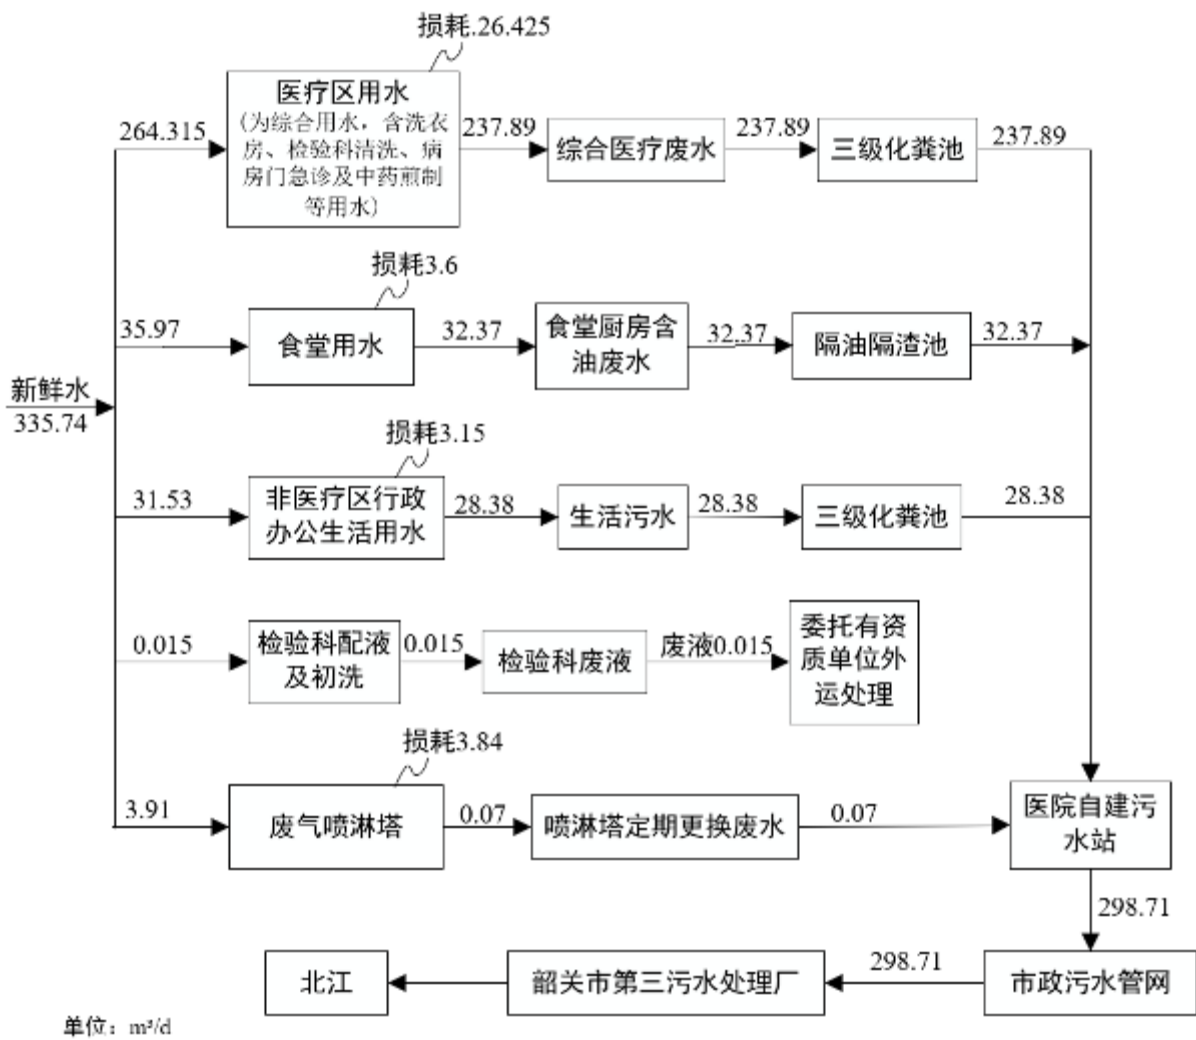 损耗.26.425
医疗区用水
(为综合用水，含洗衣
房、检验科清洗、病
房门急诊及中药煎制
等用水)
264.315
237.89
综合医疗废水
237.89
三级化粪池
237.89
损耗3.6
35.97
食堂用水
32.37
食堂厨房含
油废水
32.37
隔油隔渣池
32.37
新鲜水
335.74
损耗3.15
31.53
非医疗区行政
办公生活用水
28.38
生活污水
28.38
三级化粪池
28.38
0.015
检验科配液
及初洗
0.015
检验科废液
废液0.015
委托有资
质单位外
运处理
损耗3.84
3.91
废气喷淋塔
0.07
喷淋塔定期更换废水
0.07
医院自建污
水站
298.71
北江
韶关市第三污水处理厂
298.71
市政污水管网
单位：m³/d